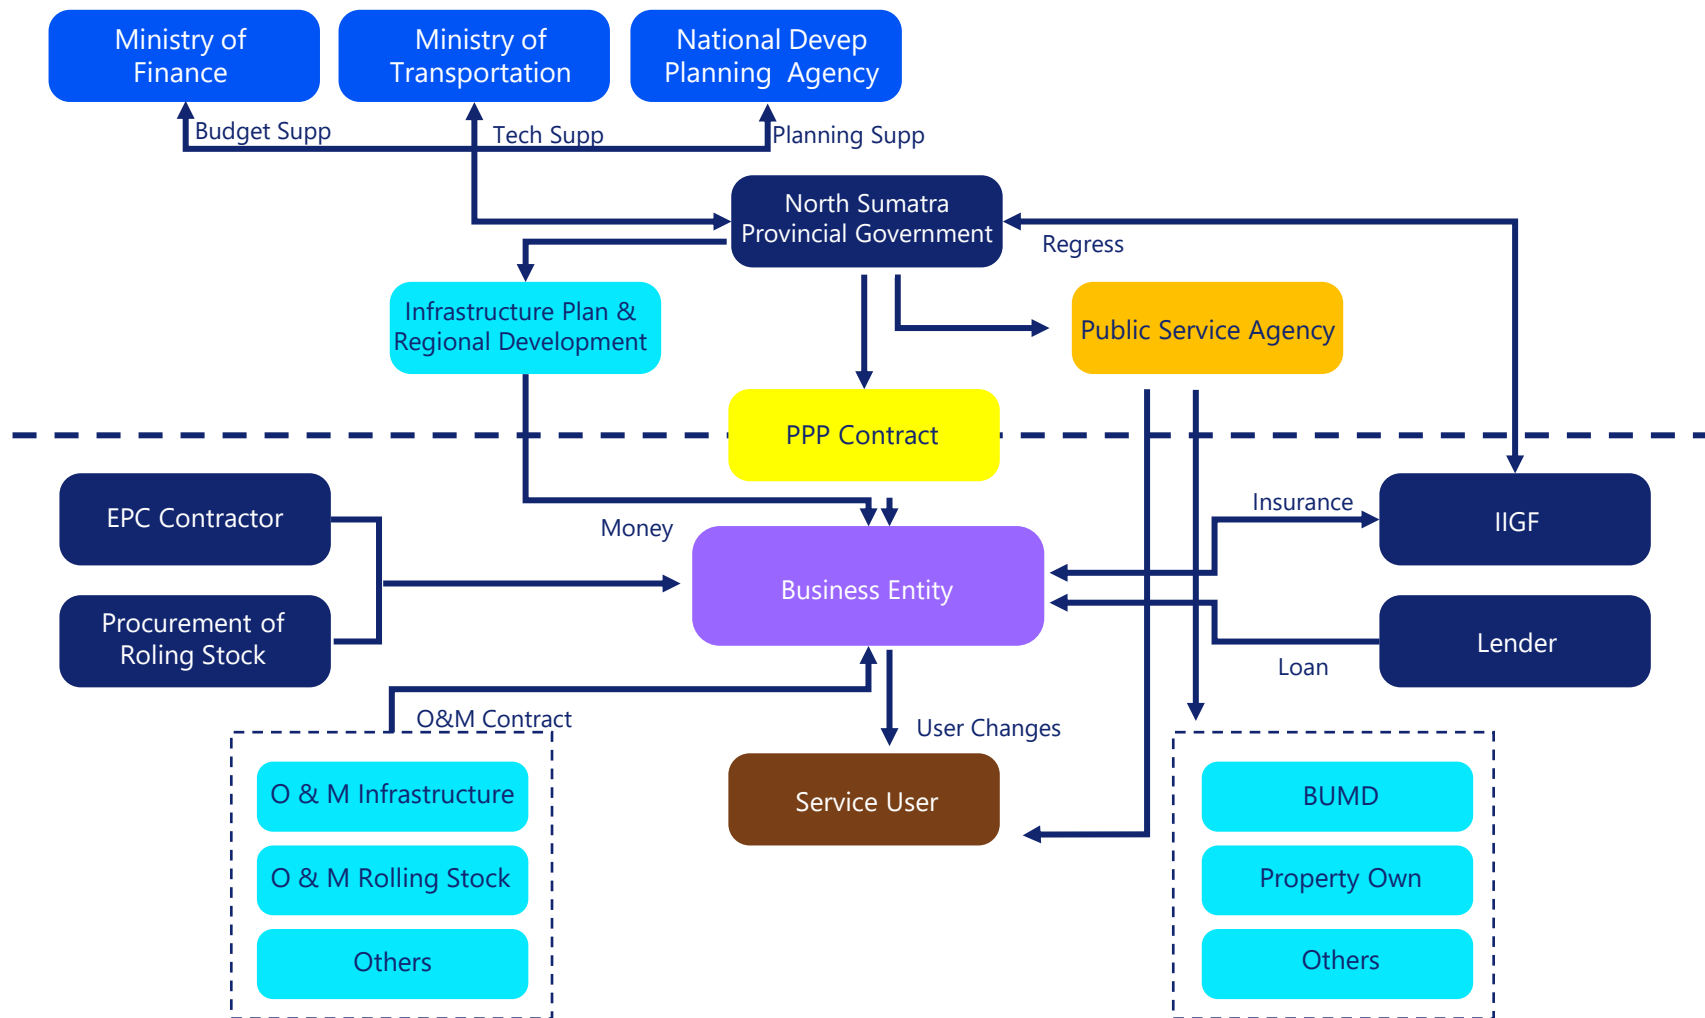 Ministry of
Finance
Ministry of
Transportation
National Devep
Planning Agency
Budget Supp
Tech Supp
Planning Supp
North Sumatra
Provincial Government
Regress
Infrastructure Plan &
Regional Development
Public Service Agency
PPP Contract
EPC Contractor
Money
Insurance
IIGF
Business Entity
Procurement of
Roling Stock
Lender
Loan
O&M Contract
User Changes
O & M Infrastructure
Service User
BUMD
O & M Rolling Stock
Property Own
Others
Others